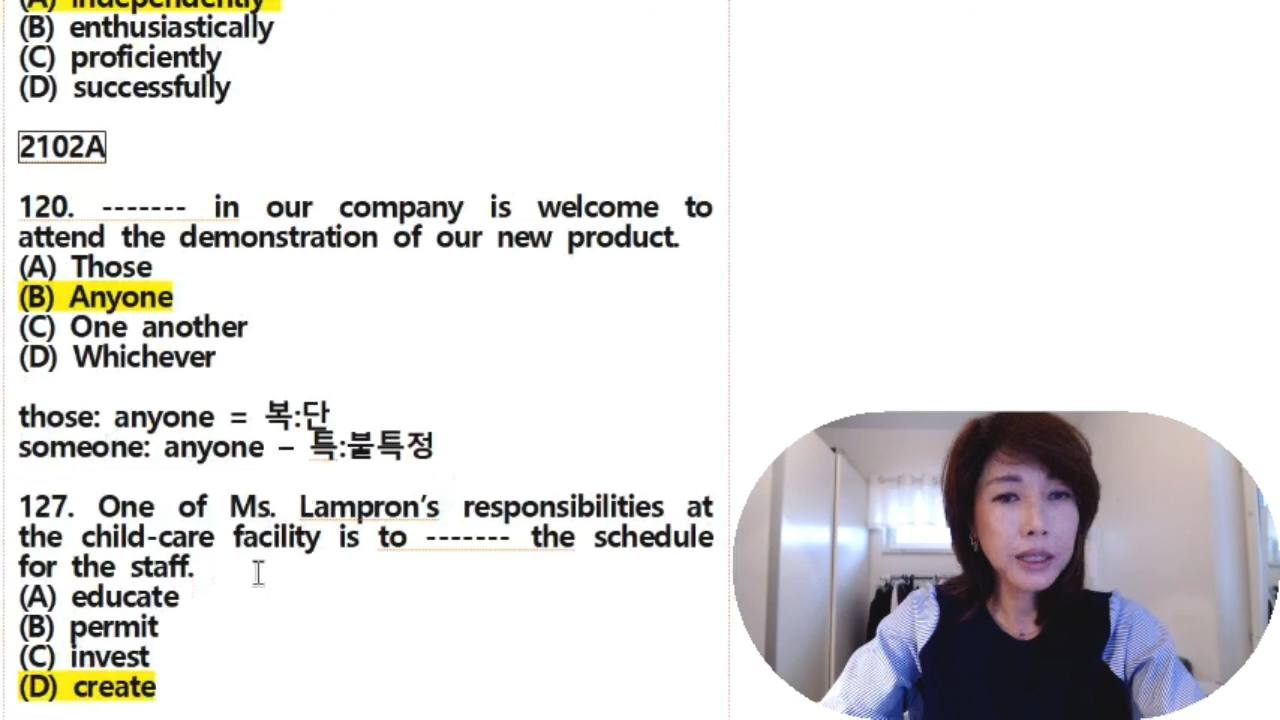 (A) independently
(B) enthusiastically
(C) proficiently
(D) successfully
2102A
120. ------- in our company is welcome to
attend the demonstration of our new product.
(A) Those
(B) Anyone
(C) One another
(D) Whichever
those: anyone = 복:단
someone: anyone – 특:불특정
127. One of Ms. Lampron’s responsibilities at
the child-care facility is to ------- the schedule
for the staff.
(A) educate
(B) permit
(C) invest
(D) create